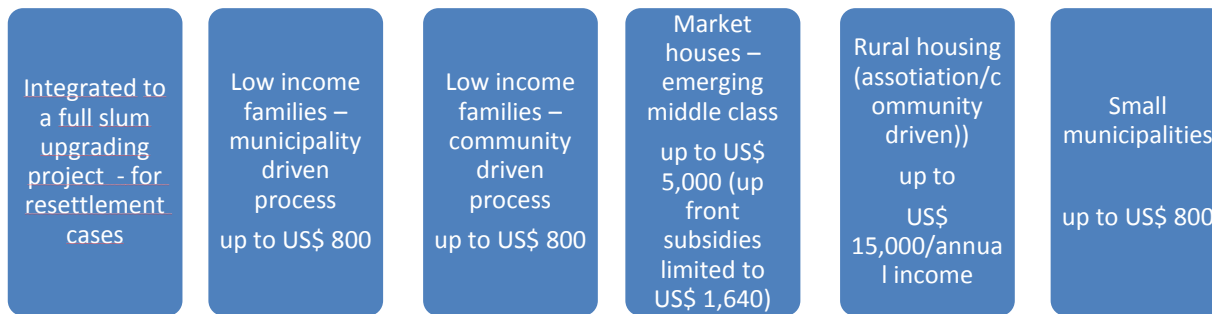 Integrated to
a full slum
upgrading
project - for
resettlement
cases
Low income
families –
municipality
driven
process
up to US$ 800
Low income
families –
community
driven
process
up to US$ 800
Market
houses –
emerging
middle class
up to US$
5,000 (up
front
subsidies
limited to
US$ 1,640)
Rural housing
(assotiation/c
ommunity
driven))
up to
US$
15,000/annua
l income
Small
municipalities
up to US$ 800